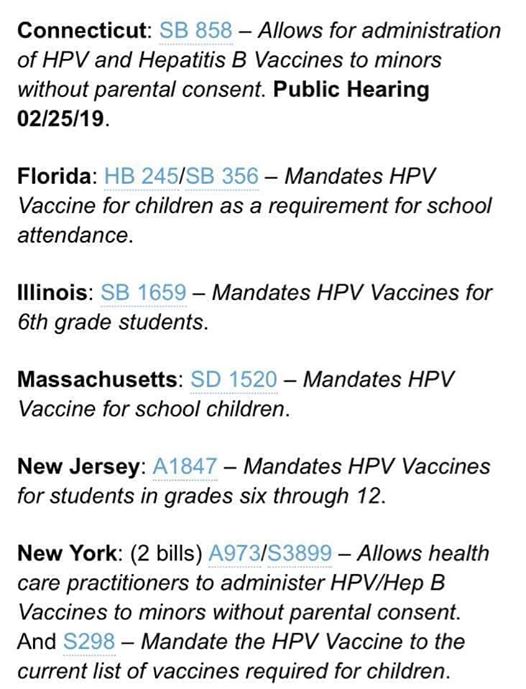 Connecticut: SB 858 – Allows for administration
of HPV and Hepatitis B Vaccines to minors
without parental consent. Public Hearing
02/25/19.
Florida: HB 245/SB 356 – Mandates HPV
Vaccine for children as a requirement for school
attendance.
Illinois: SB 1659 – Mandates HPV Vaccines for
6th grade students.
Massachusetts: SD 1520 – Mandates HPV
Vaccine for school children.
New Jersey: A1847 – Mandates HPV Vaccines
for students in grades six through 12.
New York: (2 bills) A973/S3899 – Allows health
care practitioners to administer HPV/Hep B
Vaccines to minors without parental consent.
And S298 – Mandate the HPV Vaccine to the
current list of vaccines required for children.